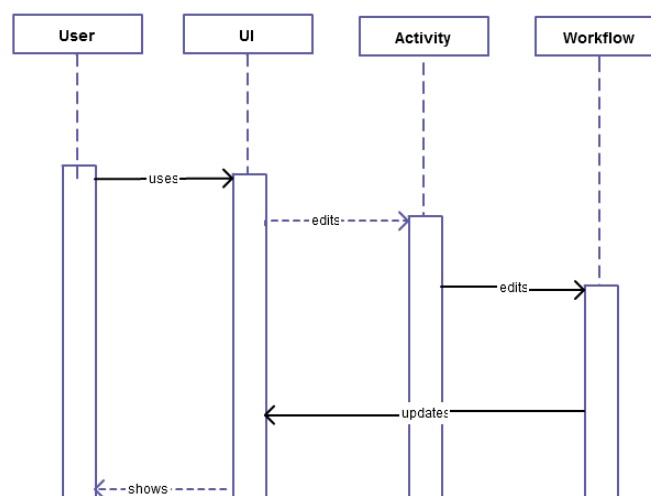 User
UI
Activity
Workflow
uses
edits
edits
updates
shows